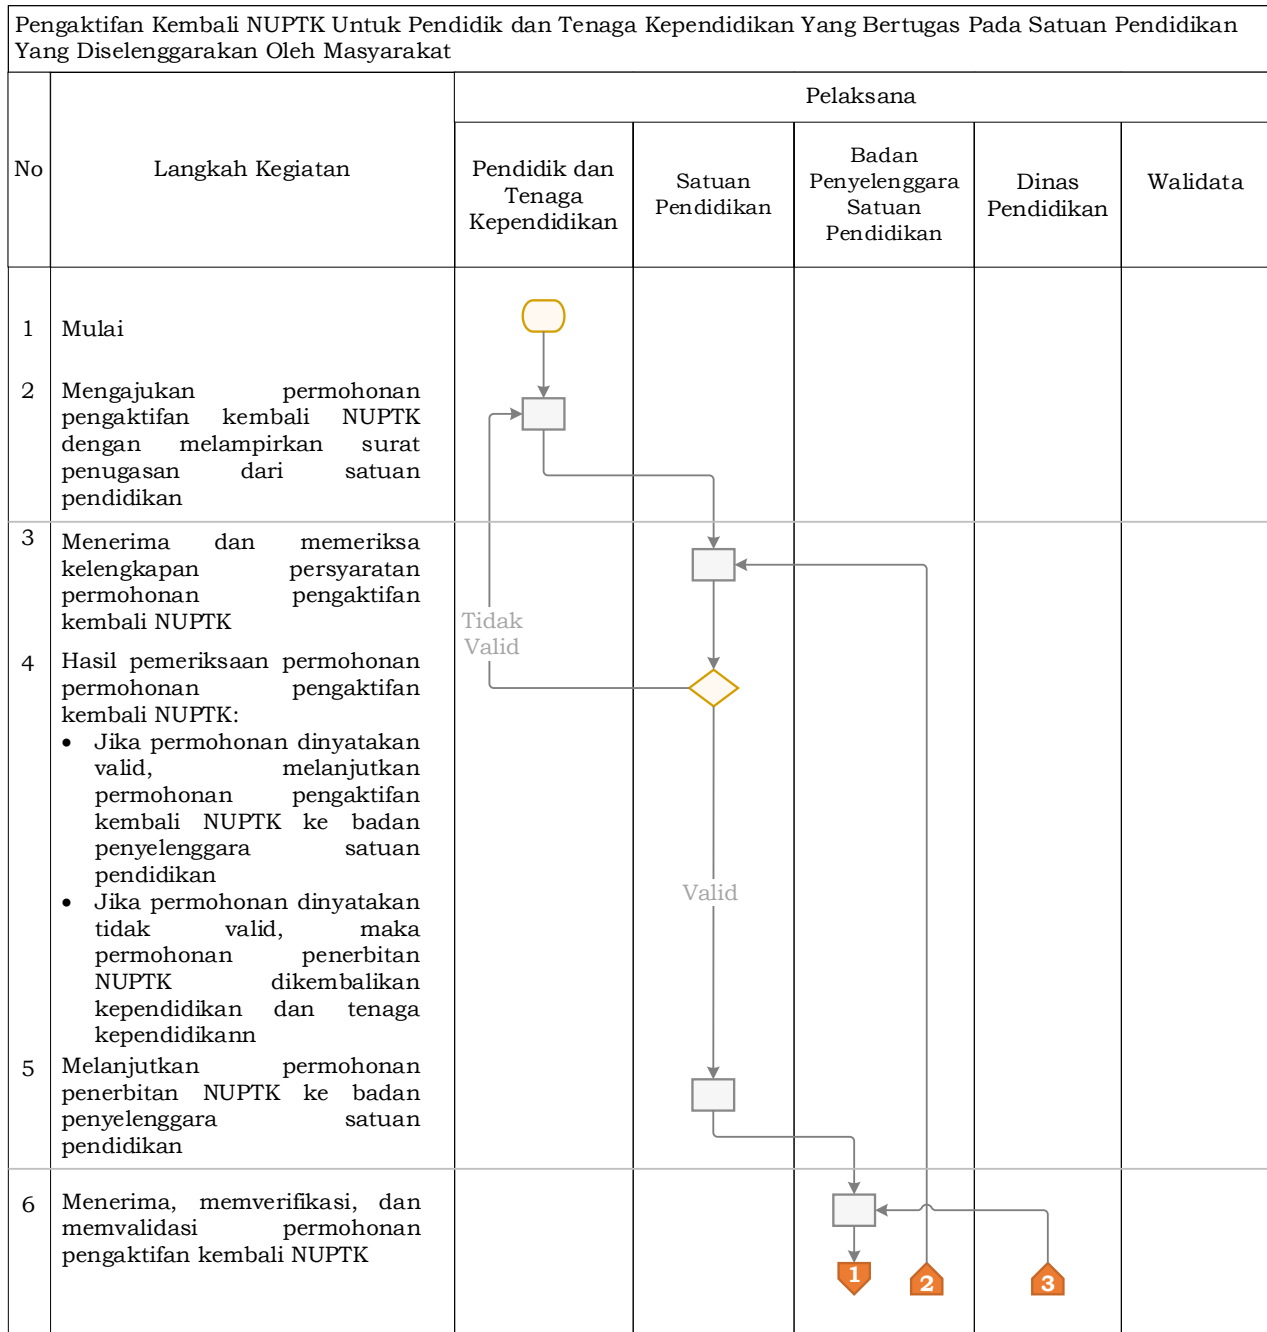 Pengaktifan Kembali NUPTK Untuk Pendidik dan Tenaga Kependidikan Yang Bertugas Pada Satuan Pendidikan
Yang Diselenggarakan Oleh Masyarakat
No
Langkah Kegiatan
Pelaksana
Pendidik dan
Tenaga
Kependidikan
Satuan
Pendidikan
Badan
Penyelenggara
Satuan
Pendidikan
Dinas
Pendidikan
Walidata
1 Mulai
2 Mengajukan permohonan
pengaktifan kembali NUPTK
dengan melampirkan surat
penugasan dari satuan
pendidikan
3 Menerima dan memeriksa
kelengkapan persyaratan
permohonan pengaktifan
kembali NUPTK
Tidak
Valid
4 Hasil pemeriksaan permohonan
permohonan pengaktifan
kembali NUPTK:
• Jika permohonan dinyatakan
valid, melanjutkan
permohonan pengaktifan
kembali NUPTK ke badan
penyelenggara satuan
pendidikan
• Jika permohonan dinyatakan
tidak valid, maka
permohonan penerbitan
NUPTK dikembalikan
kependidikan dan tenaga
kependidikann
Valid
5 Melanjutkan permohonan
penerbitan NUPTK ke badan
penyelenggara satuan
pendidikan
6 Menerima, memverifikasi, dan
memvalidasi permohonan
pengaktifan kembali NUPTK
1
2
3